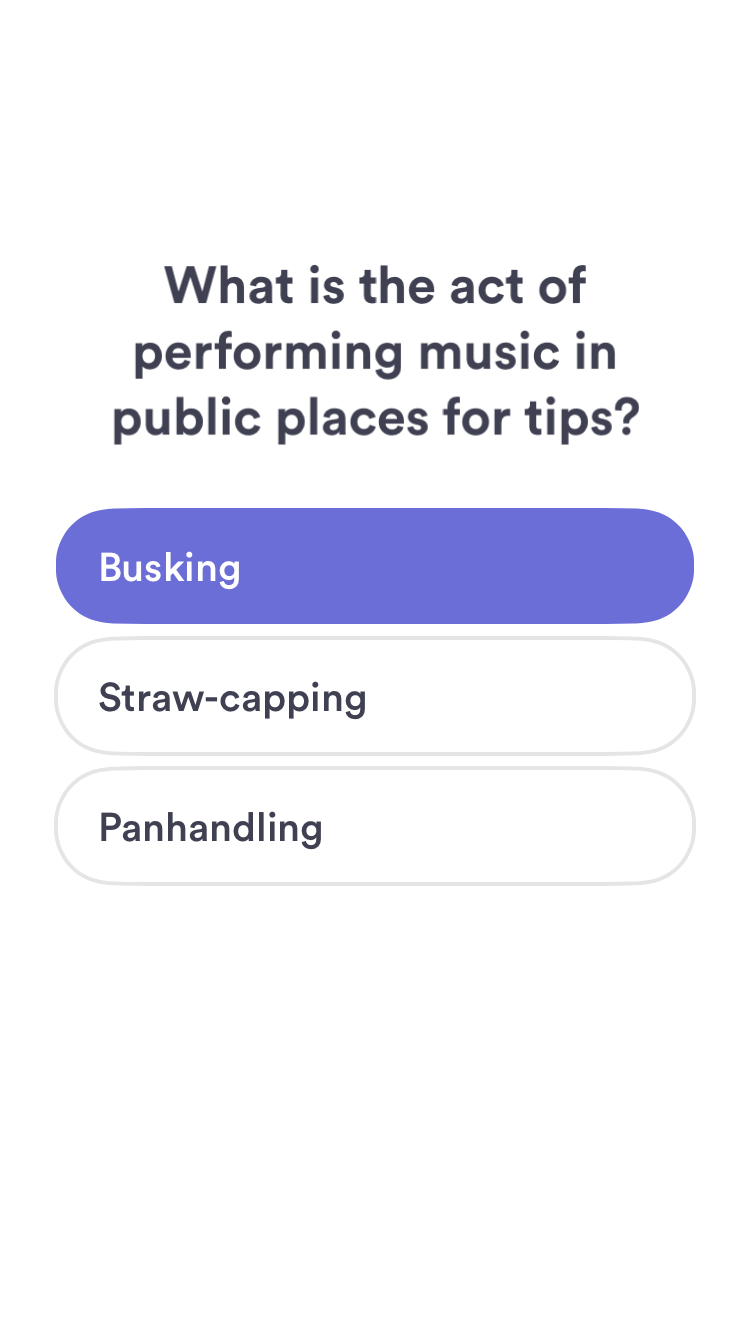 What is the act of
performing music in
public places for tips?
Busking
Straw-capping
Panhandling